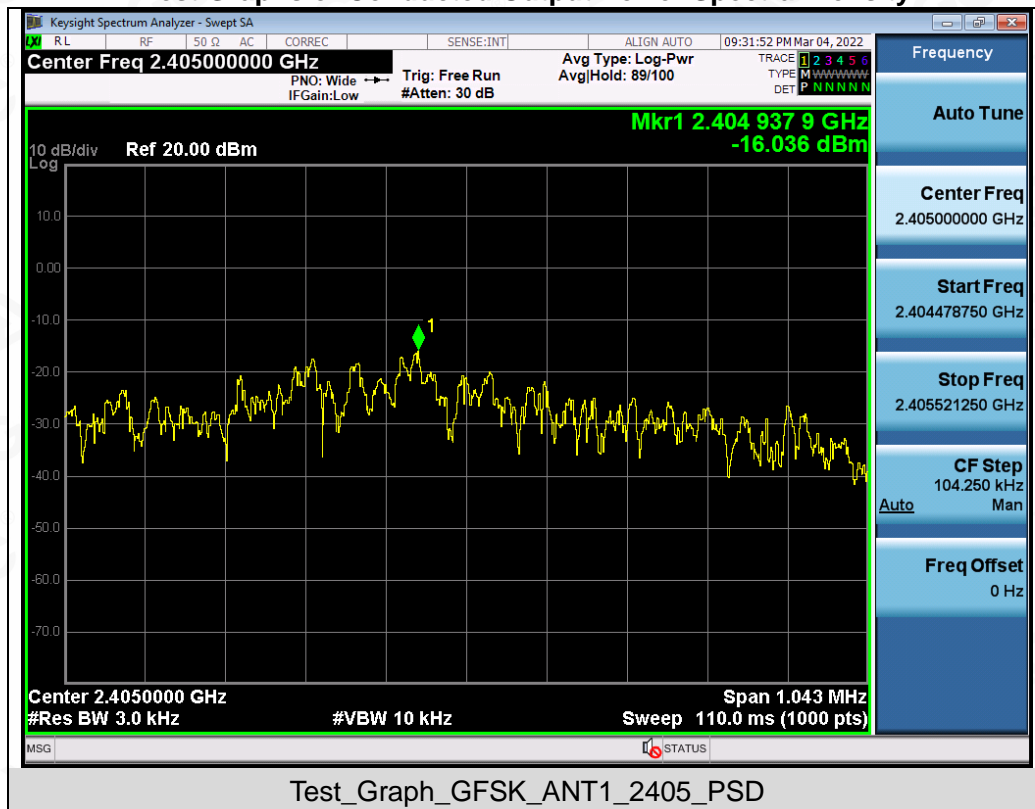 Keysight Spectrum Analyzer - Swept SA
LXI RL RF 50 Ω AC CORREC SENSE:INT ALIGN AUTO 09:31:52 PM Mar 04, 2022
Center Freq 2.405000000 GHz
PNO: Wide
IFGain:Low
Trig: Free Run
#Atten: 30 dB
Avg Type: Log-Pwr
Avg|Hold: 89/100
TRACE 1 2 3 4 5 6
TYPE M WWWWW
DET P N N N N N
Mkr1 2.404 937 9 GHz
-16.036 dBm
10 dB/div Ref 20.00 dBm
Log
10.0
0.00
-10.0
-20.0
-30.0
-40.0
-50.0
-60.0
-70.0
1
Center 2.4050000 GHz Span 1.043 MHz
#Res BW 3.0 kHz #VBW 10 kHz Sweep 110.0 ms (1000 pts)
MSG STATUS
Frequency
Auto Tune
Center Freq
2.405000000 GHz
Start Freq
2.404478750 GHz
Stop Freq
2.405521250 GHz
CF Step
104.250 kHz
Auto Man
Freq Offset
0 Hz
Test_Graph_GFSK_ANT1_2405_PSD